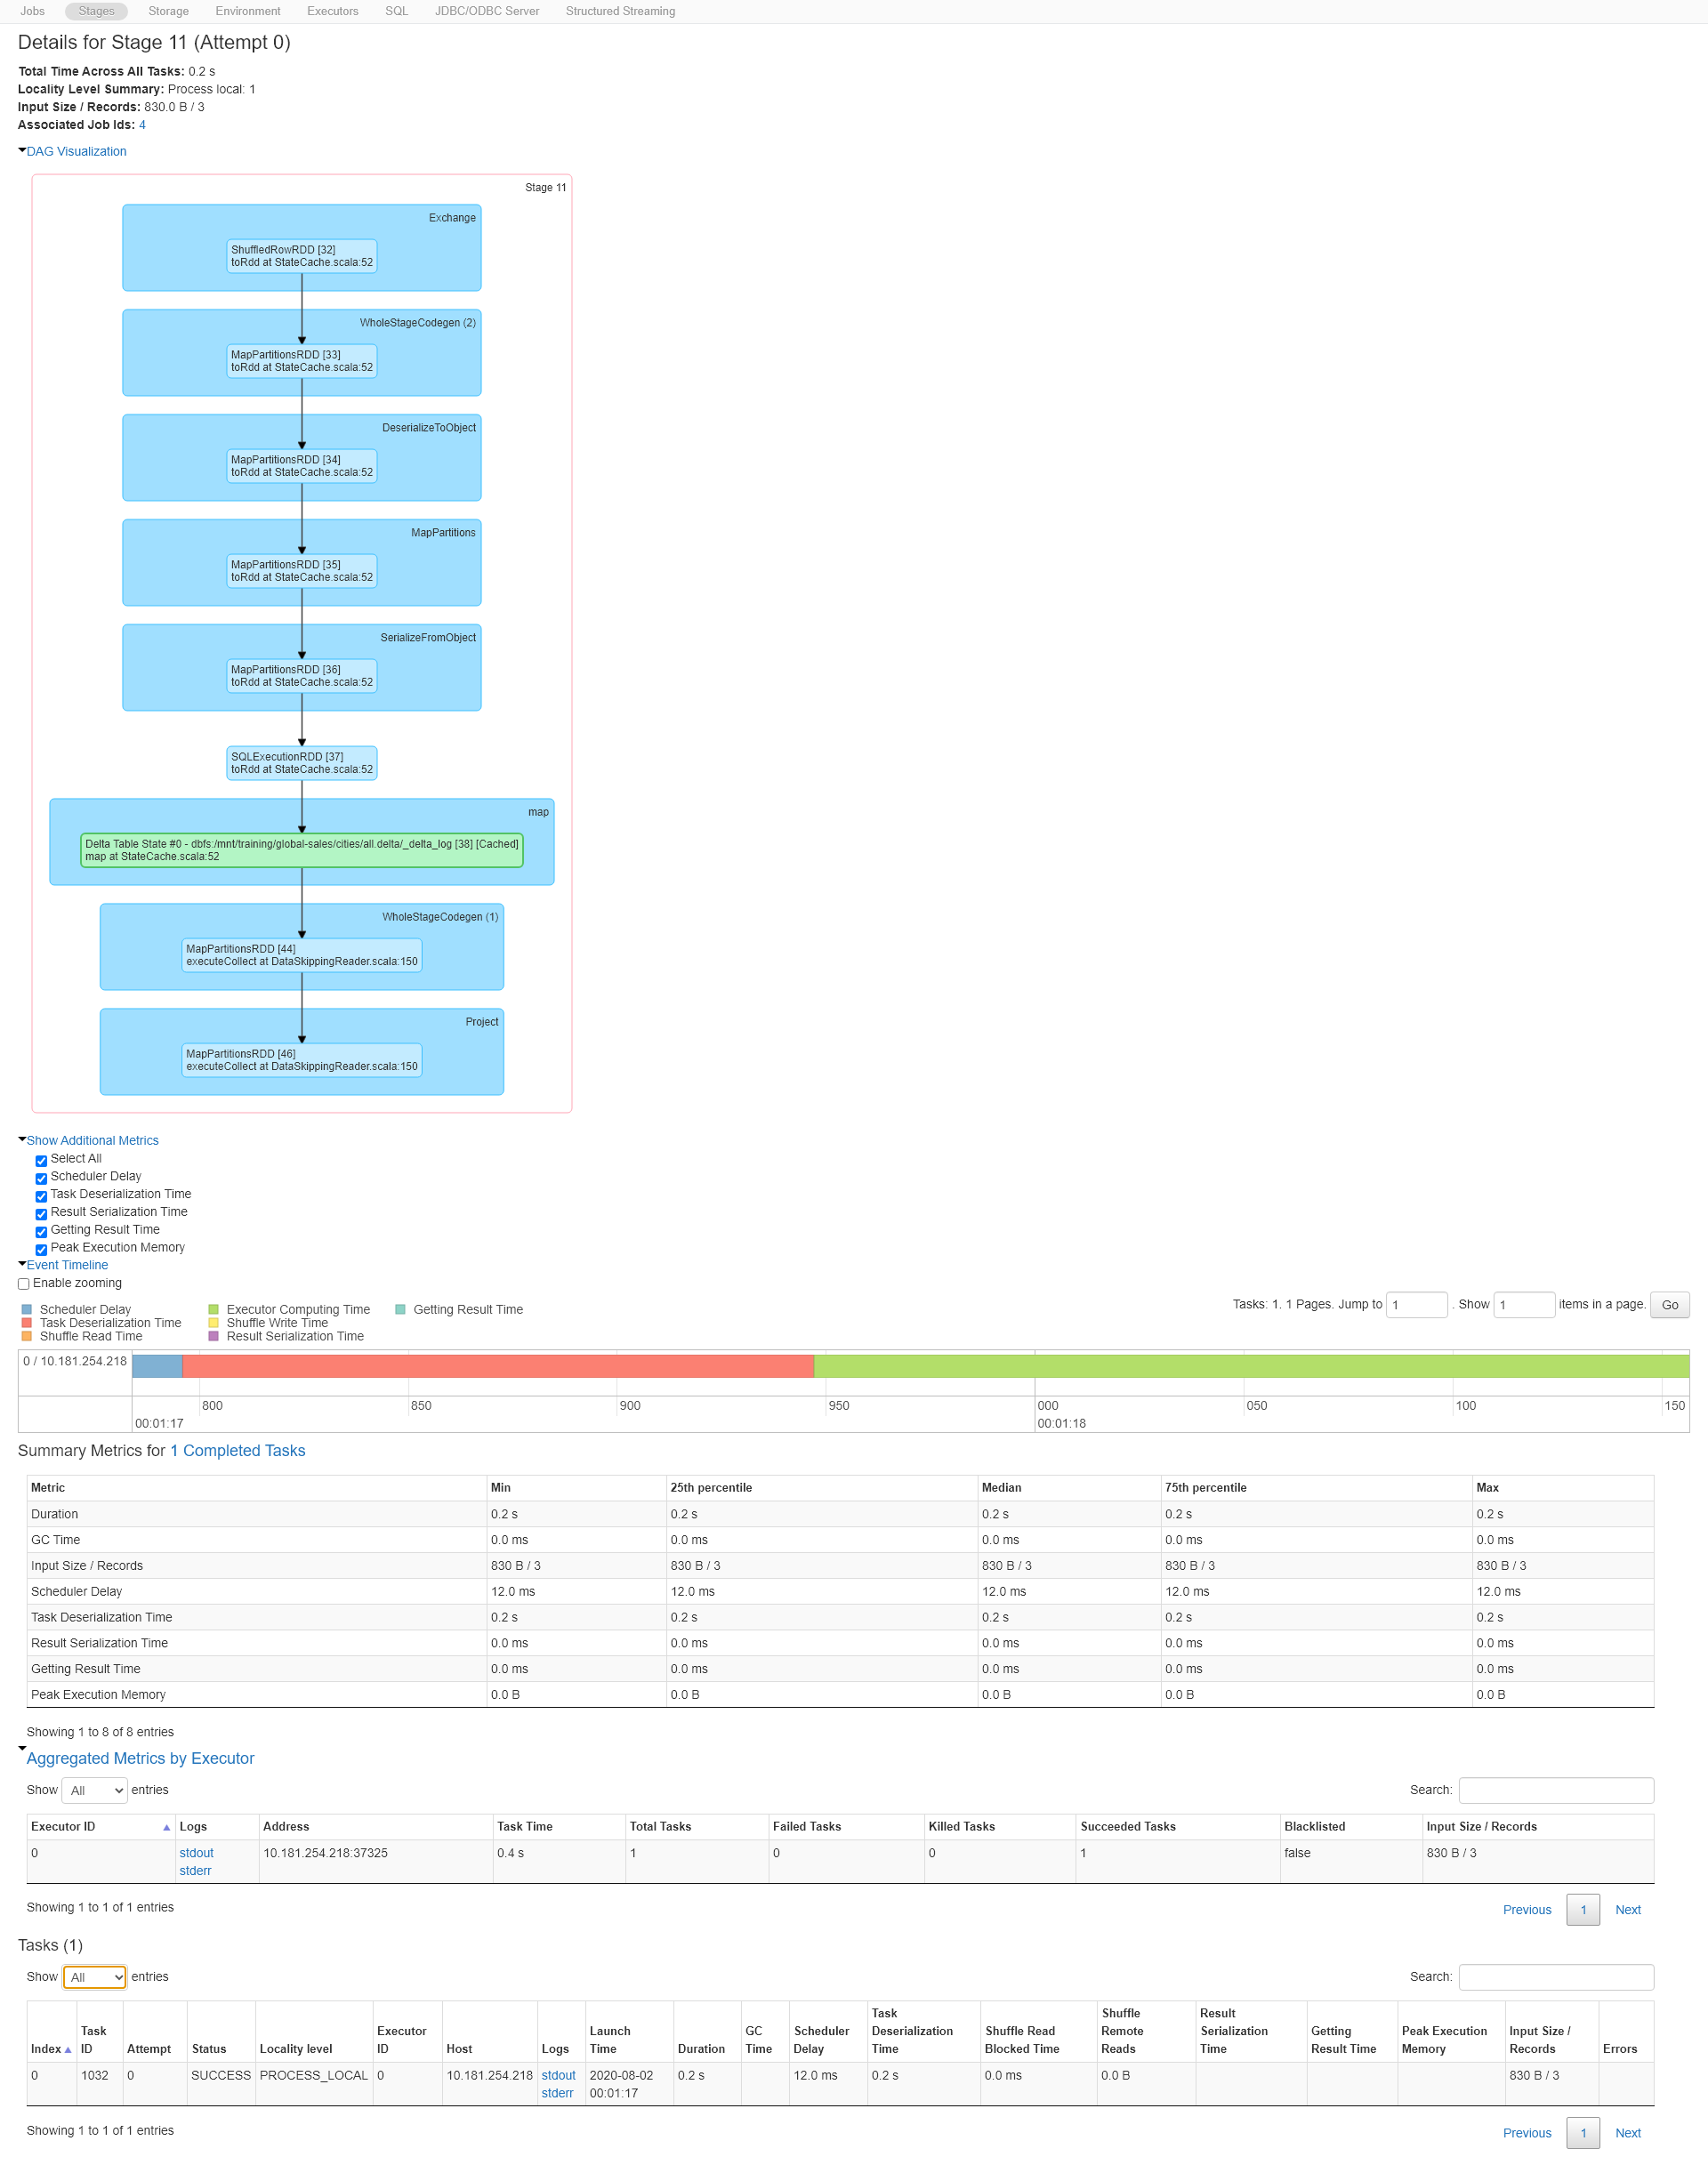 Jobs Stages Storage Environment Executors SQL JDBC/ODBC Server Structured Streaming
Details for Stage 11 (Attempt 0)
Total Time Across All Tasks: 0.2 s
Locality Level Summary: Process local: 1
Input Size / Records: 830.0 B / 3
Associated Job Ids: 4
DAG Visualization
Stage 11
Exchange
ShuffledRowRDD [32]
toRdd at StateCache.scala:52
WholeStageCodegen (2)
MapPartitionsRDD [33]
toRdd at StateCache.scala:52
DeserializeToObject
MapPartitionsRDD [34]
toRdd at StateCache.scala:52
MapPartitions
MapPartitionsRDD [35]
toRdd at StateCache.scala:52
SerializeFromObject
MapPartitionsRDD [36]
toRdd at StateCache.scala:52
SQLExecutionRDD [37]
toRdd at StateCache.scala:52
map
Delta Table State #0 - dbfs:/mnt/training/global-sales/cities/all.delta/_delta_log [38] [Cached]
map at StateCache.scala:52
WholeStageCodegen (1)
MapPartitionsRDD [44]
executeCollect at DataSkippingReader.scala:150
Project
MapPartitionsRDD [46]
executeCollect at DataSkippingReader.scala:150
Show Additional Metrics
Select All
Scheduler Delay
Task Deserialization Time
Result Serialization Time
Getting Result Time
Peak Execution Memory
Event Timeline
Enable zooming
Tasks: 1. 1 Pages. Jump to 1 . Show 1 items in a page. Go
Scheduler Delay Executor Computing Time Getting Result Time
Task Deserialization Time Shuffle Write Time
Shuffle Read Time Result Serialization Time
0 / 10.181.254.218
800 850 900 950 000 050 100 150
00:01:17 00:01:18
Summary Metrics for 1 Completed Tasks
Metric Min 25th percentile Median 75th percentile Max
Duration 0.2 s 0.2 s 0.2 s 0.2 s 0.2 s
GC Time 0.0 ms 0.0 ms 0.0 ms 0.0 ms 0.0 ms
Input Size / Records 830 B / 3 830 B / 3 830 B / 3 830 B / 3 830 B / 3
Scheduler Delay 12.0 ms 12.0 ms 12.0 ms 12.0 ms 12.0 ms
Task Deserialization Time 0.2 s 0.2 s 0.2 s 0.2 s 0.2 s
Result Serialization Time 0.0 ms 0.0 ms 0.0 ms 0.0 ms 0.0 ms
Getting Result Time 0.0 ms 0.0 ms 0.0 ms 0.0 ms 0.0 ms
Peak Execution Memory 0.0 B 0.0 B 0.0 B 0.0 B 0.0 B
Showing 1 to 8 of 8 entries
Aggregated Metrics by Executor
Show All entries Search:
Executor ID Logs Address Task Time Total Tasks Failed Tasks Killed Tasks Succeeded Tasks Blacklisted Input Size / Records
0 stdout 10.181.254.218:37325 0.4 s 1 0 0 1 false 830 B / 3
stderr
Showing 1 to 1 of 1 entries Previous 1 Next
Tasks (1)
Show All entries Search:
Index Task ID Attempt Status Locality level Executor ID Host Logs Launch Time Duration GC Time Scheduler Delay Task Deserialization Time Shuffle Read Blocked Time Shuffle Remote Reads Result Serialization Time Getting Result Time Peak Execution Memory Input Size / Records Errors
0 1032 0 SUCCESS PROCESS_LOCAL 0 10.181.254.218 stdout 2020-08-02 0.2 s 12.0 ms 0.2 s 0.0 ms 0.0 B 830 B / 3
stderr 00:01:17
Showing 1 to 1 of 1 entries Previous 1 Next